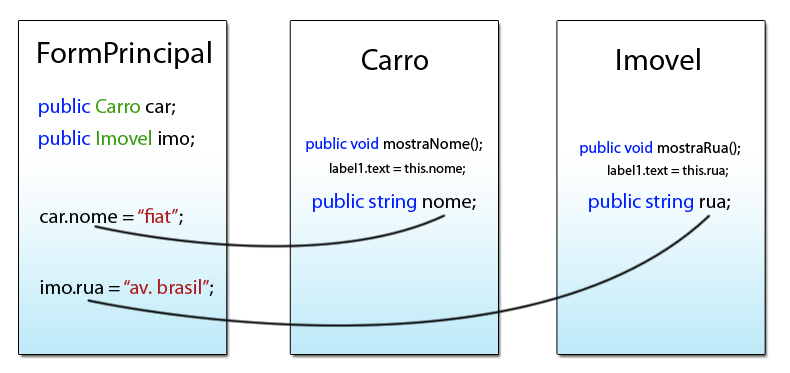 FormPrincipal
public Carro car;
public Imovel imo;
car.nome = “fiat”;
imo.rua = “av. brasil”;
Carro
public void mostraNome();
label1.text = this.nome;
public string nome;
Imovel
public void mostraRua();
label1.text = this.rua;
public string rua;